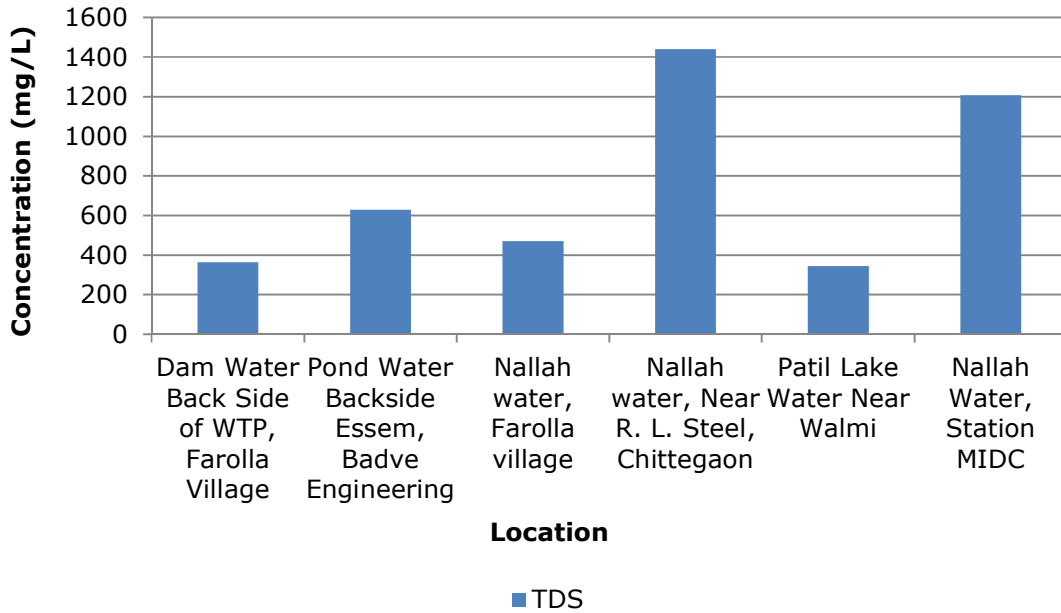 Concentration (mg/L)
1600
1400
1200
1000
800
600
400
200
0
Dam Water
Back Side
of WTP,
Farolla
Village
Pond Water
Backside
Essem,
Badve
Engineering
Nallah
water,
Farolla
village
Nallah
water, Near
R. L. Steel,
Chittegaon
Patil Lake
Water Near
Walmi
Nallah
Water,
Station
MIDC
Location
TDS